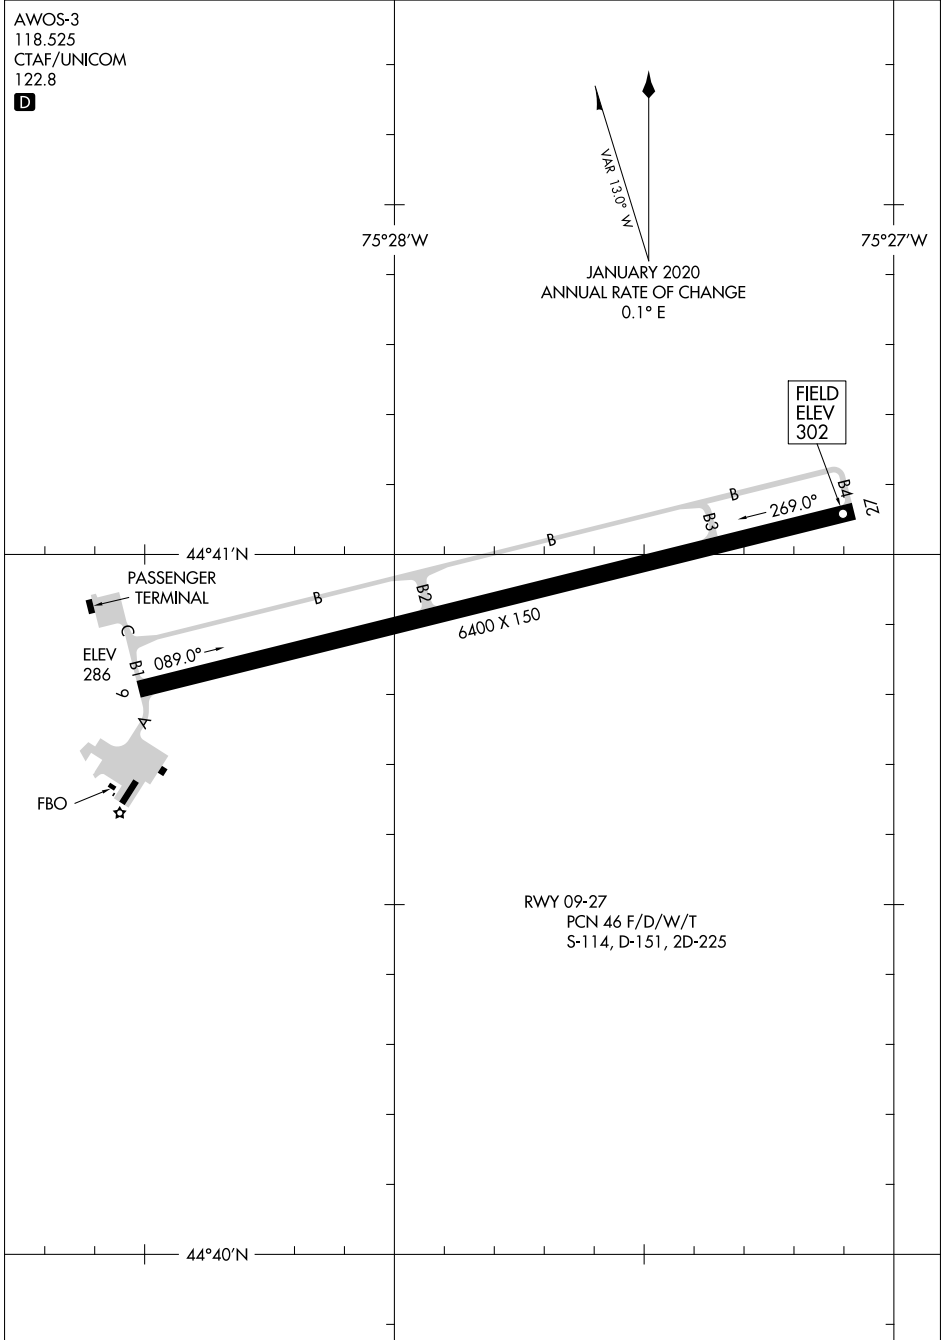 AWOS-3
118.525
CTAF/UNICOM
122.8
D
VAR 13.0° W
75°28'W
75°27'W
JANUARY 2020
ANNUAL RATE OF CHANGE
0.1° E
FIELD
ELEV
302
B
B4
27
269.0°
B3
B
44°41'N
PASSENGER
TERMINAL
B
B2
6400 X 150
C
ELEV
286
B1
089.0°
9
A
FBO
RWY 09-27
PCN 46 F/D/W/T
S-114, D-151, 2D-225
44°40'N